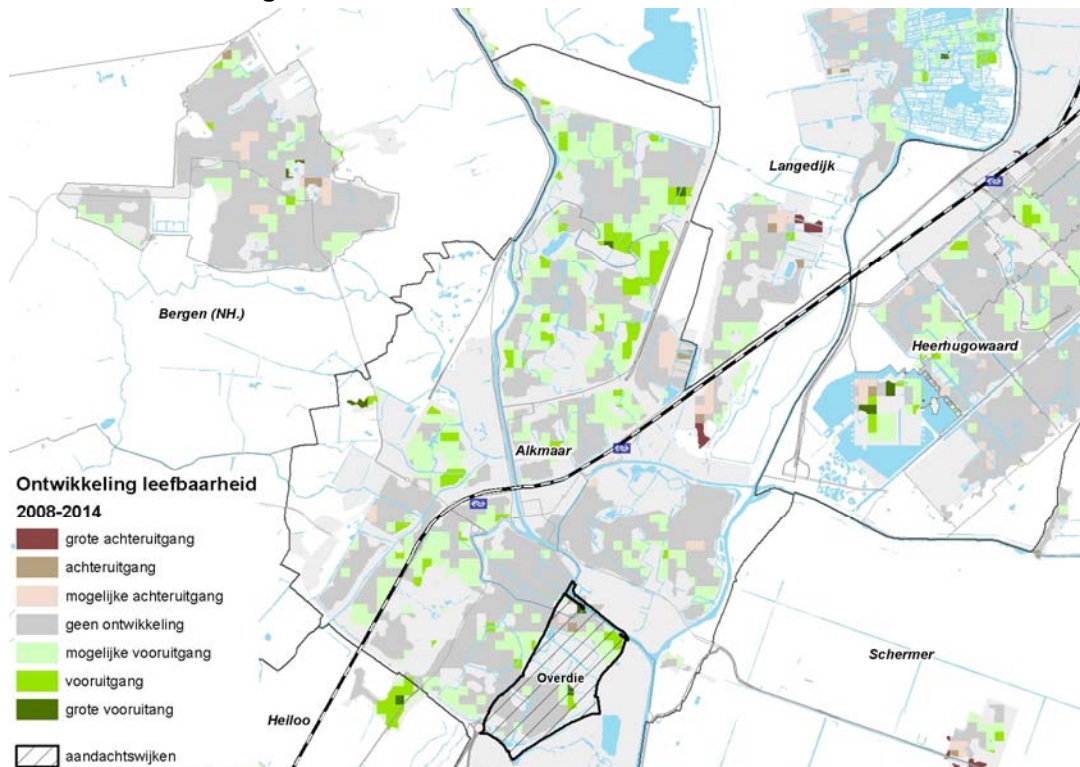 Langedijk
Bergen (NH.)
Heerhugowaard
Alkmaar
Schermer
Overdie
Heiloo
Ontwikkeling leefbaarheid
2008-2014
grote achteruitgang
achteruitgang
mogelijke achteruitgang
geen ontwikkeling
mogelijke vooruitgang
vooruitgang
grote vooruitang
aandachtswijken